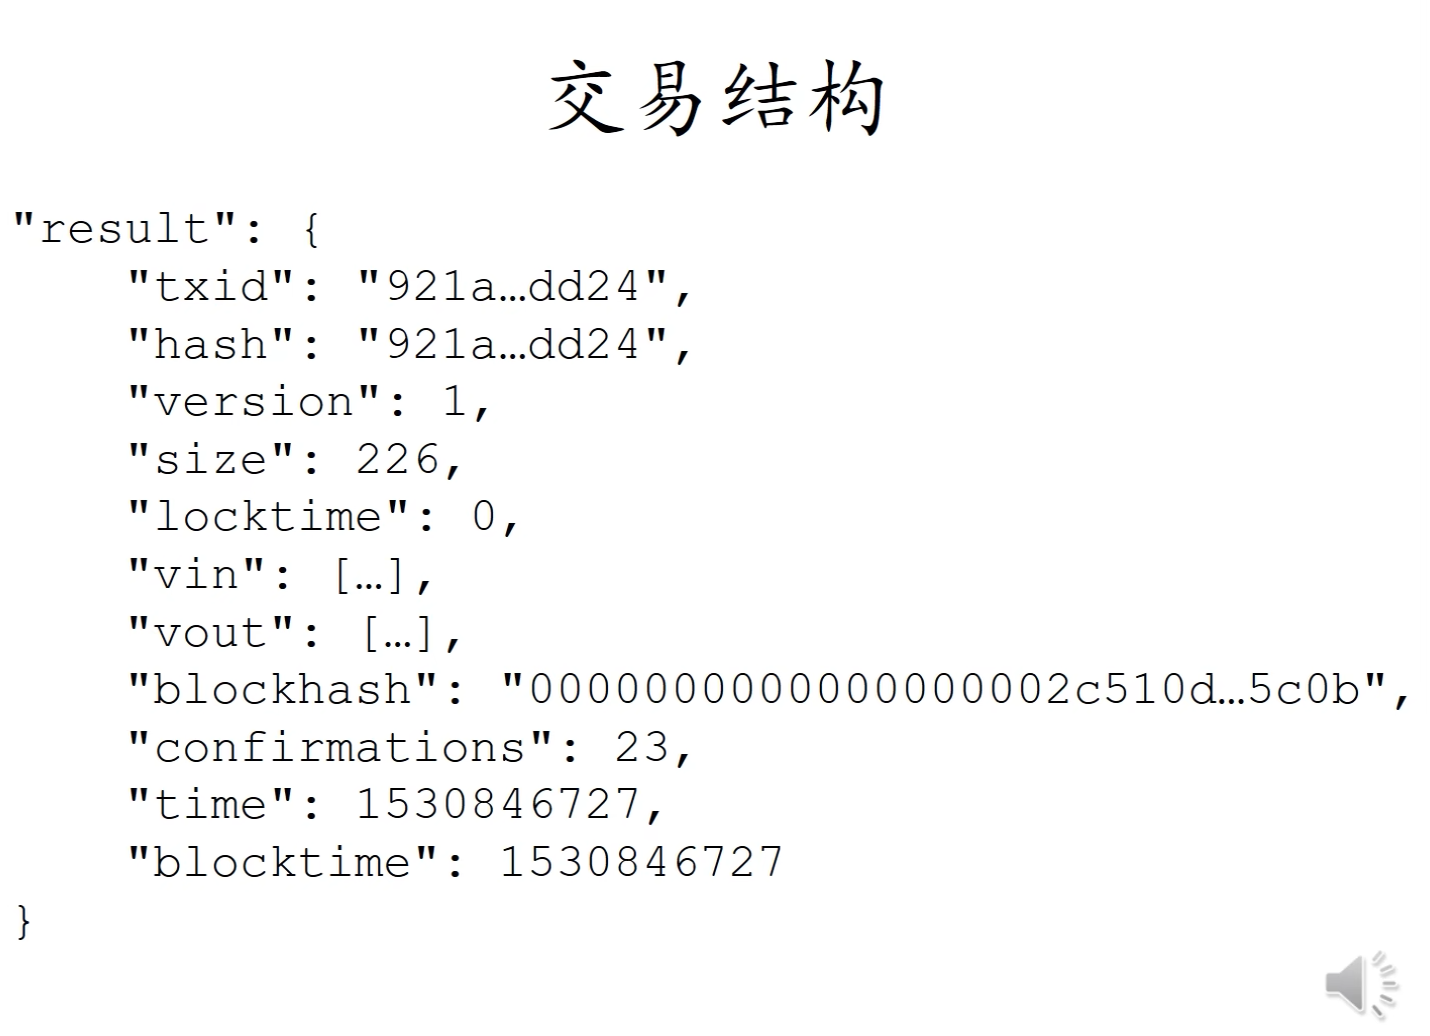 交易结构
"result": {
"txid": "921a…dd24",
"hash": "921a…dd24",
"version": 1,
"size": 226,
"locktime": 0,
"vin": […],
"vout": […],
"blockhash": "0000000000000000002c510d…5c0b",
"confirmations": 23,
"time": 1530846727,
"blocktime": 1530846727
}